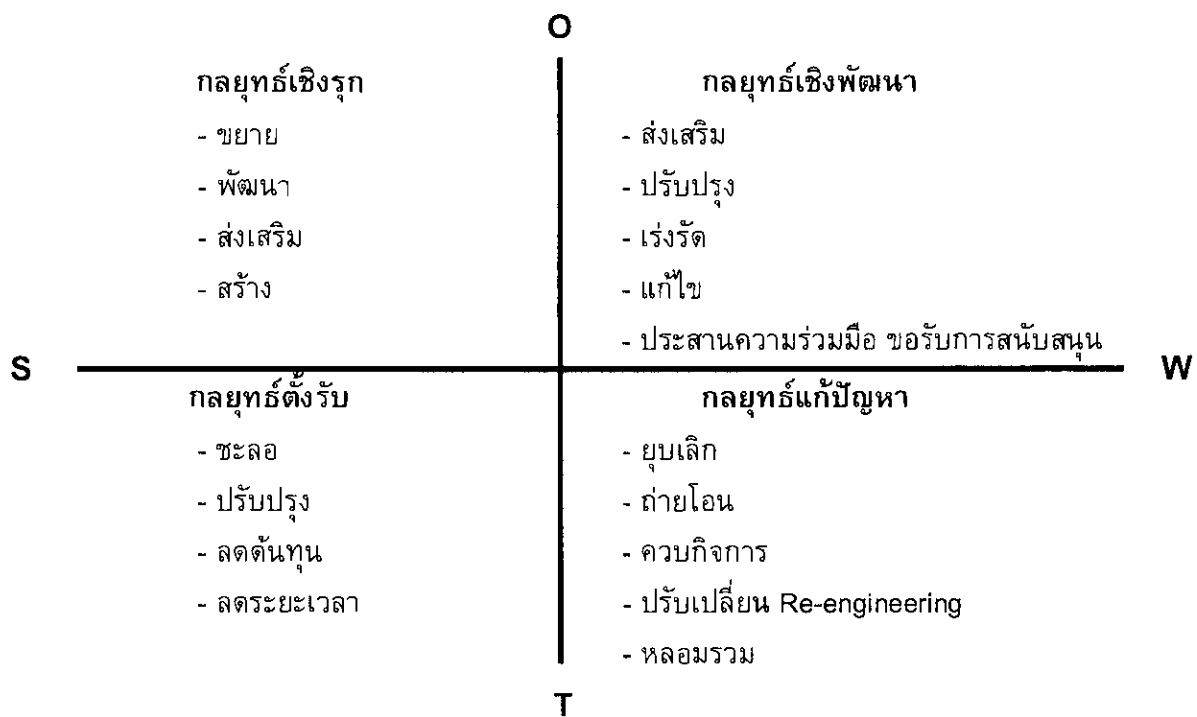 O
กลยุทธ์เชิงรุก
- ขยาย
- พัฒนา
- ส่งเสริม
- สร้าง
กลยุทธ์เชิงพัฒนา
- ส่งเสริม
- ปรับปรุง
- เร่งรัด
- แก้ไข
- ประสานความร่วมมือ ขอรับการสนับสนุน
S
W
กลยุทธ์ตั้งรับ
- ชะลอ
- ปรับปรุง
- ลดต้นทุน
- ลดระยะเวลา
กลยุทธ์แก้ปัญหา
- ยุบเลิก
- ถ่ายโอน
- ควบกิจการ
- ปรับเปลี่ยน Re-engineering
- หลอมรวม
T